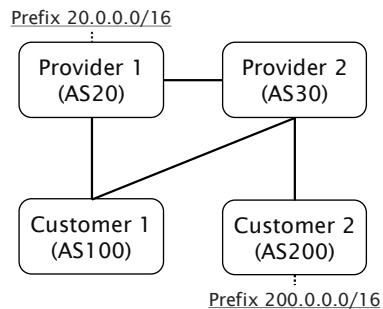 Prefix 20.0.0.0/16
Provider 1
(AS20)
Provider 2
(AS30)
Customer 1
(AS100)
Customer 2
(AS200)
Prefix 200.0.0.0/16